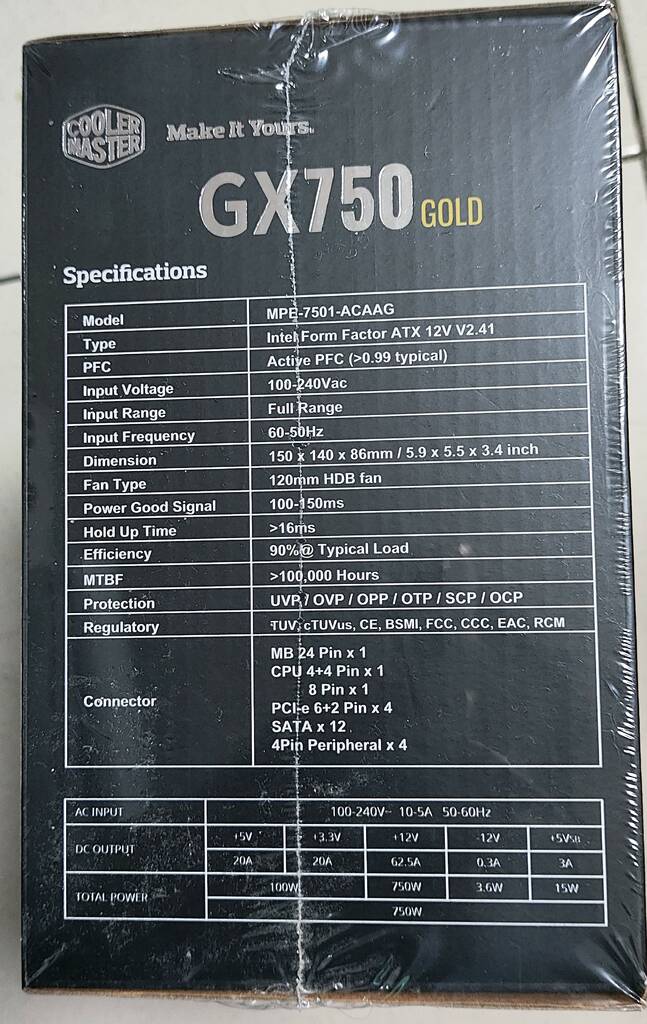 COOLER
MASTER
Make It Yours.
GX750 GOLD
Specifications
Model MPE-7501-ACAAG
Type Intel Form Factor ATX 12V V2.41
PFC Active PFC (>0.99 typical)
Input Voltage 100-240Vac
Input Range Full Range
Input Frequency 60-50Hz
Dimension 150 x 140 x 86mm / 5.9 x 5.5 x 3.4 inch
Fan Type 120mm HDB fan
Power Good Signal 100-150ms
Hold Up Time >16ms
Efficiency 90%@ Typical Load
MTBF >100,000 Hours
Protection UVP / OVP / OPP / OTP / SCP / OCP
Regulatory TUV, cTUVus, CE, BSMI, FCC, CCC, EAC, RCM
Connector
MB 24 Pin x 1
CPU 4+4 Pin x 1
8 Pin x 1
PCI-e 6+2 Pin x 4
SATA x 12
4Pin Peripheral x 4
AC INPUT 100-240V~ 10-5A 50-60Hz
DC OUTPUT
+5V +3.3V +12V -12V +5VSB
20A 20A 62.5A 0.3A 3A
TOTAL POWER
100W 750W 3.6W 15W
750W